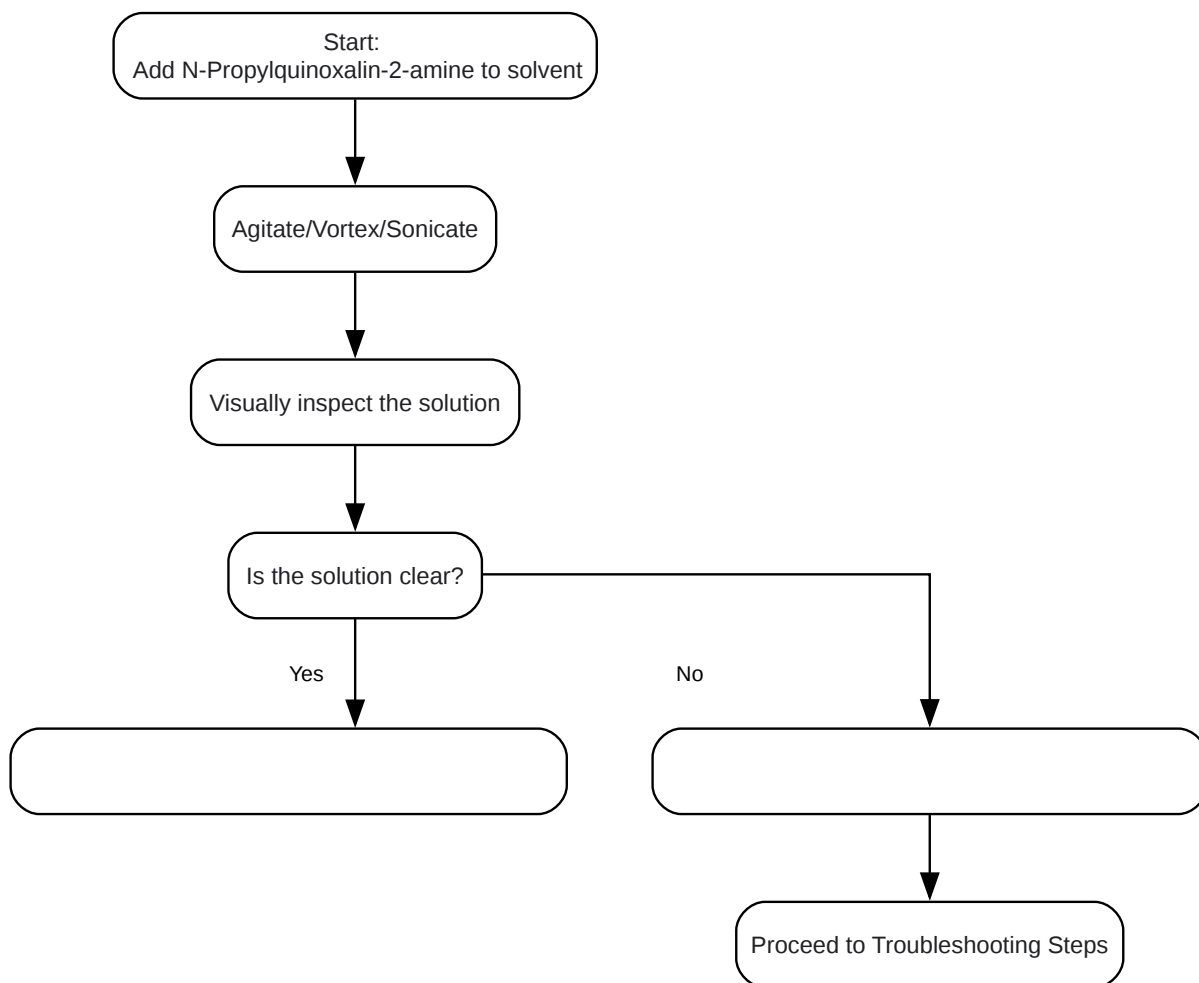 Start:
Add N-Propylquinoxalin-2-amine to solvent
Agitate/Vortex/Sonicate
Visually inspect the solution
Is the solution clear?
Yes
No
Proceed to Troubleshooting Steps